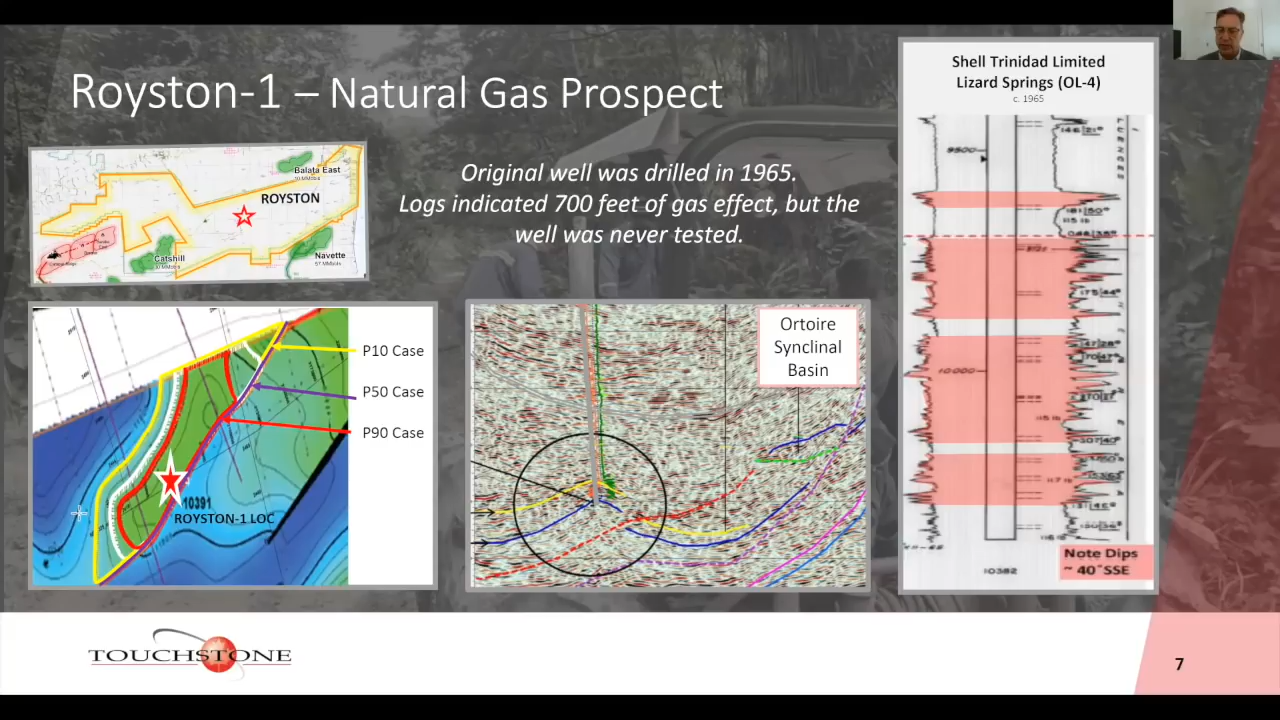 Royston-1 – Natural Gas Prospect
Original well was drilled in 1965.
Logs indicated 700 feet of gas effect, but the
well was never tested.
Balata East
ROYSTON
Catshill
Navette
P10 Case
P50 Case
P90 Case
10391
ROYSTON-1 LOC
Ortoire
Synclinal
Basin
Shell Trinidad Limited
Lizard Springs (OL-4)
c. 1965
9500
10000
10382
Note Dips
~ 40°SSE
TOUCHSTONE
7